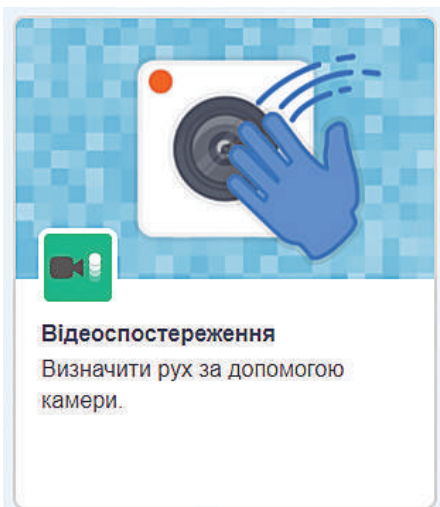 Відеоспостереження
Визначити рух за допомогою
камери.